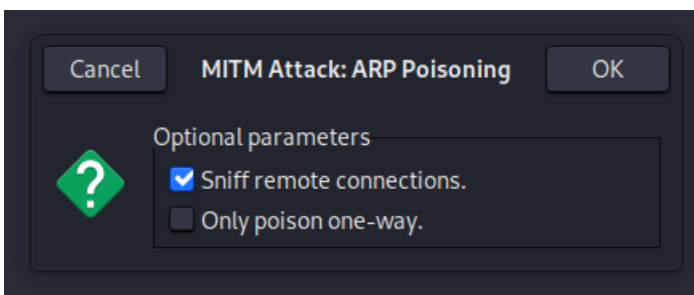 Cancel MITM Attack: ARP Poisoning OK
Optional parameters
Sniff remote connections.
Only poison one-way.